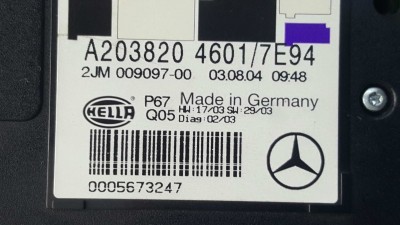 A203820 4601/7E94
2JM 009097-00 03.08.04 09:48
HELLA P67 Made in Germany
Q05 HW:17/03 SW:29/03
Diag:02/03
0005673247